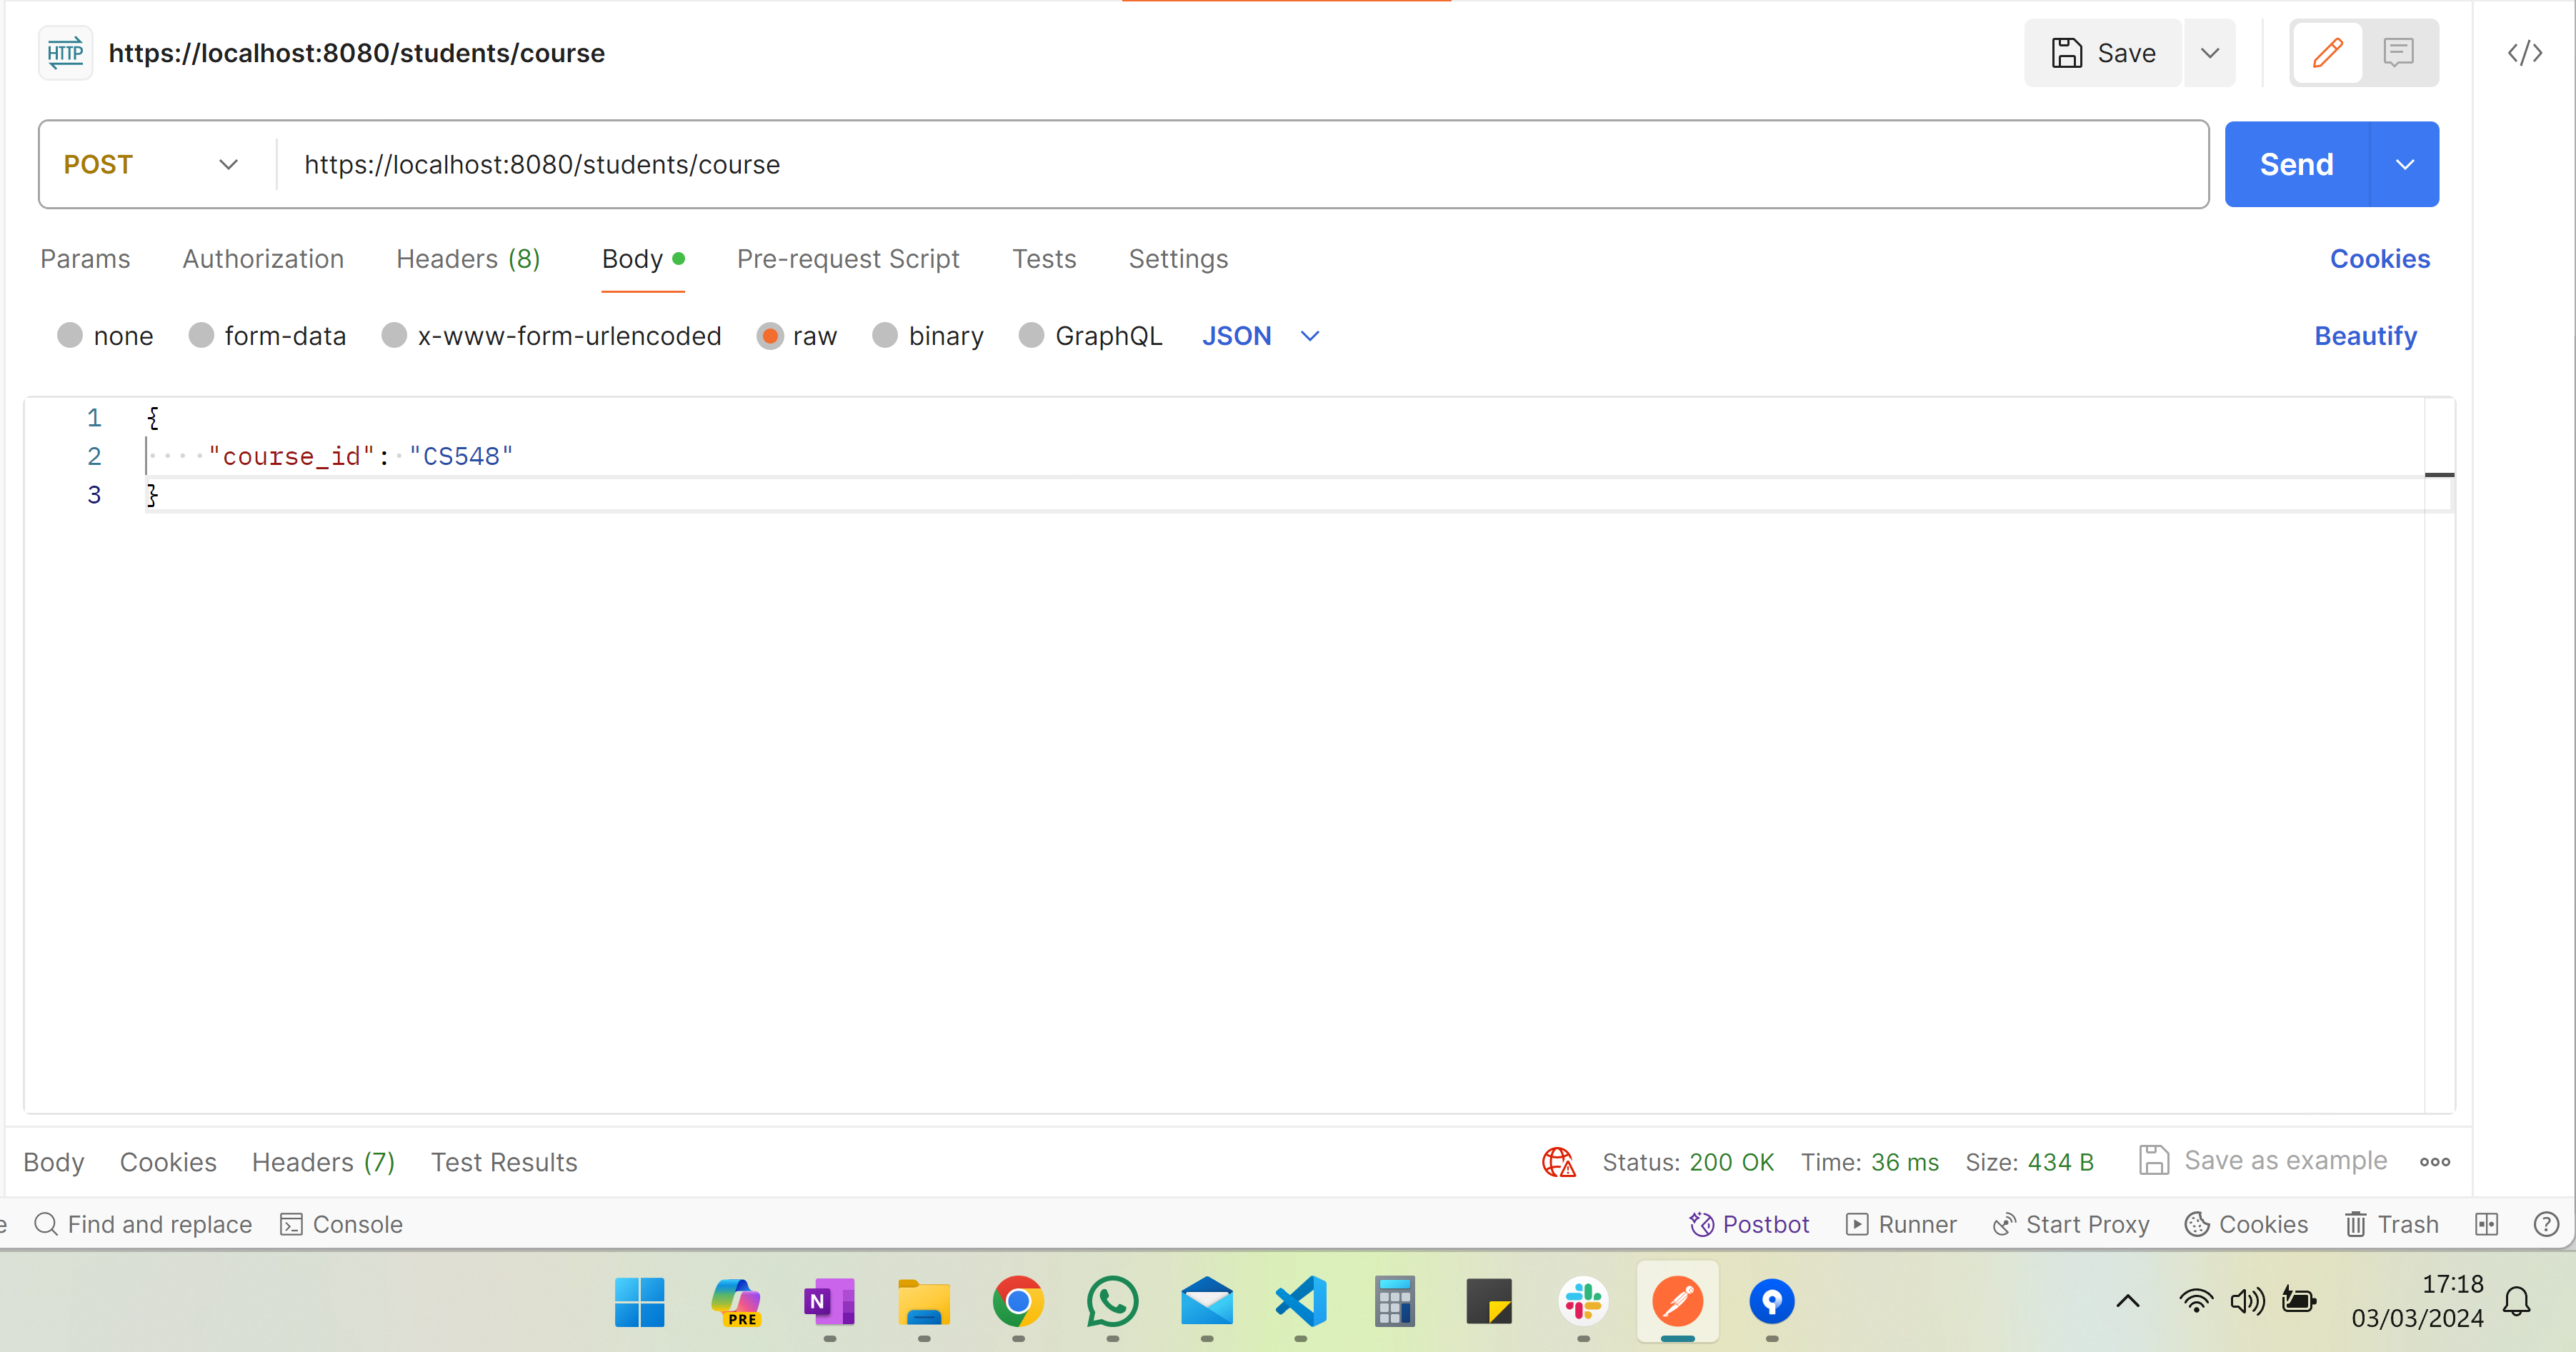 HTTP https://localhost:8080/students/course Save
POST https://localhost:8080/students/course Send
Params Authorization Headers (8) Body Pre-request Script Tests Settings Cookies
none form-data x-www-form-urlencoded raw binary GraphQL JSON Beautify
1 {
2 "course_id": "CS548"
3 }
Body Cookies Headers (7) Test Results Status: 200 OK Time: 36 ms Size: 434 B Save as example
Find and replace Console Postbot Runner Start Proxy Cookies Trash
N PRE 17:18
03/03/2024